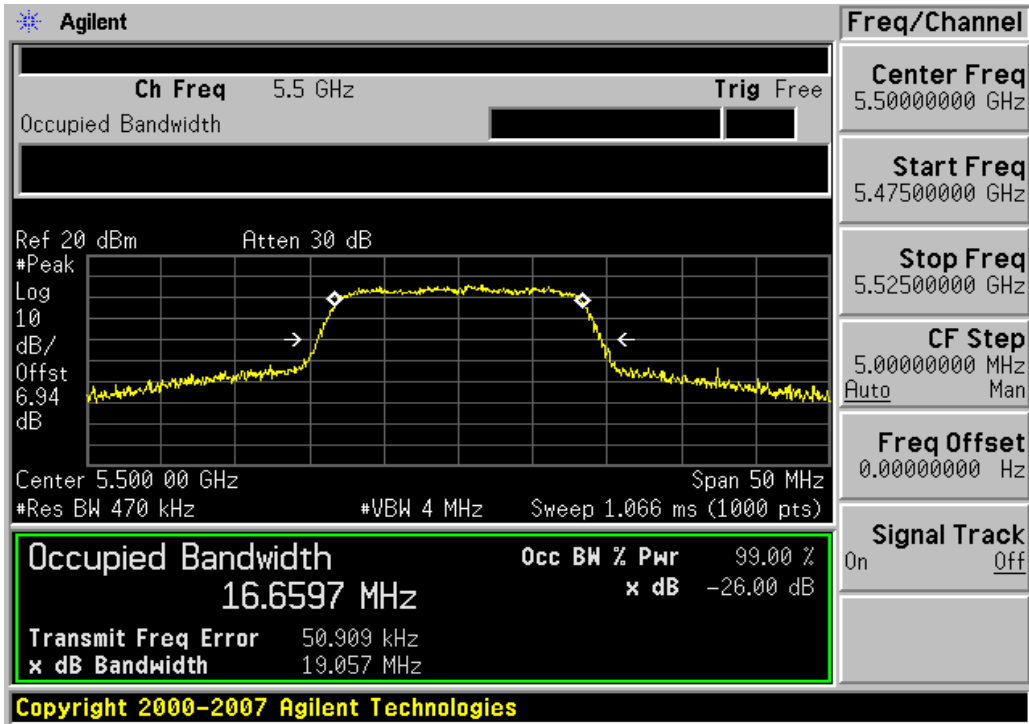 Agilent
Freq/Channel
Ch Freq 5.5 GHz Trig Free
Occupied Bandwidth
Center Freq
5.50000000 GHz
Start Freq
5.47500000 GHz
Stop Freq
5.52500000 GHz
CF Step
5.00000000 MHz
Auto Man
Freq Offset
0.00000000 Hz
Signal Track
On Off
Ref 20 dBm Atten 30 dB
#Peak
Log
10
dB/
Offst
6.94
dB
Center 5.500 00 GHz Span 50 MHz
#Res BW 470 kHz #VBW 4 MHz Sweep 1.066 ms (1000 pts)
Occupied Bandwidth
16.6597 MHz
Occ BW % Pwr 99.00 %
x dB -26.00 dB
Transmit Freq Error 50.909 kHz
x dB Bandwidth 19.057 MHz
Copyright 2000-2007 Agilent Technologies